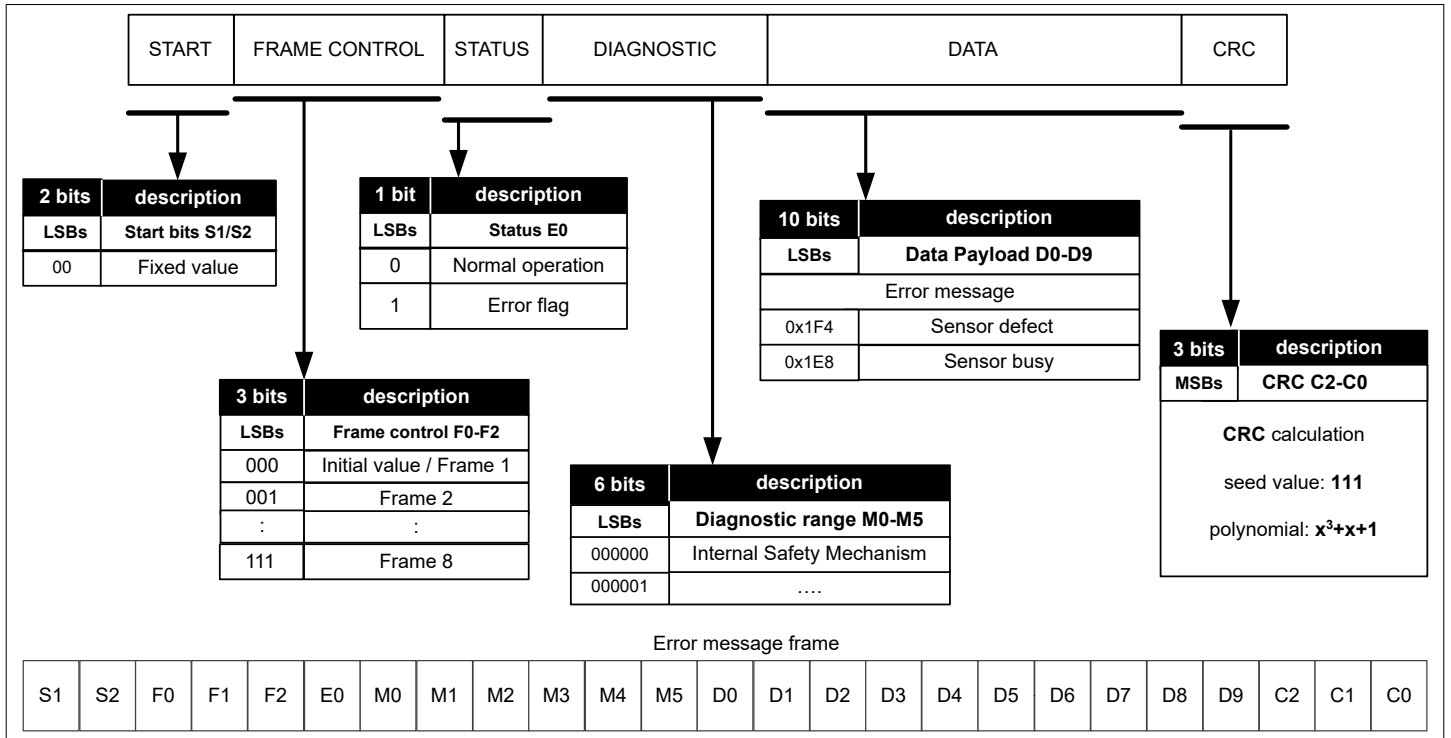 START FRAME CONTROL STATUS DIAGNOSTIC DATA CRC
2 bits description
LSBs Start bits S1/S2
00 Fixed value
1 bit description
LSBs Status E0
0 Normal operation
1 Error flag
10 bits description
LSBs Data Payload D0-D9
Error message
0x1F4 Sensor defect
0x1E8 Sensor busy
3 bits description
MSBs CRC C2-C0
CRC calculation
seed value: 111
polynomial: x³+x+1
3 bits description
LSBs Frame control F0-F2
000 Initial value / Frame 1
001 Frame 2
: :
111 Frame 8
6 bits description
LSBs Diagnostic range M0-M5
000000 Internal Safety Mechanism
000001 ....
Error message frame
S1 S2 F0 F1 F2 E0 M0 M1 M2 M3 M4 M5 D0 D1 D2 D3 D4 D5 D6 D7 D8 D9 C2 C1 C0